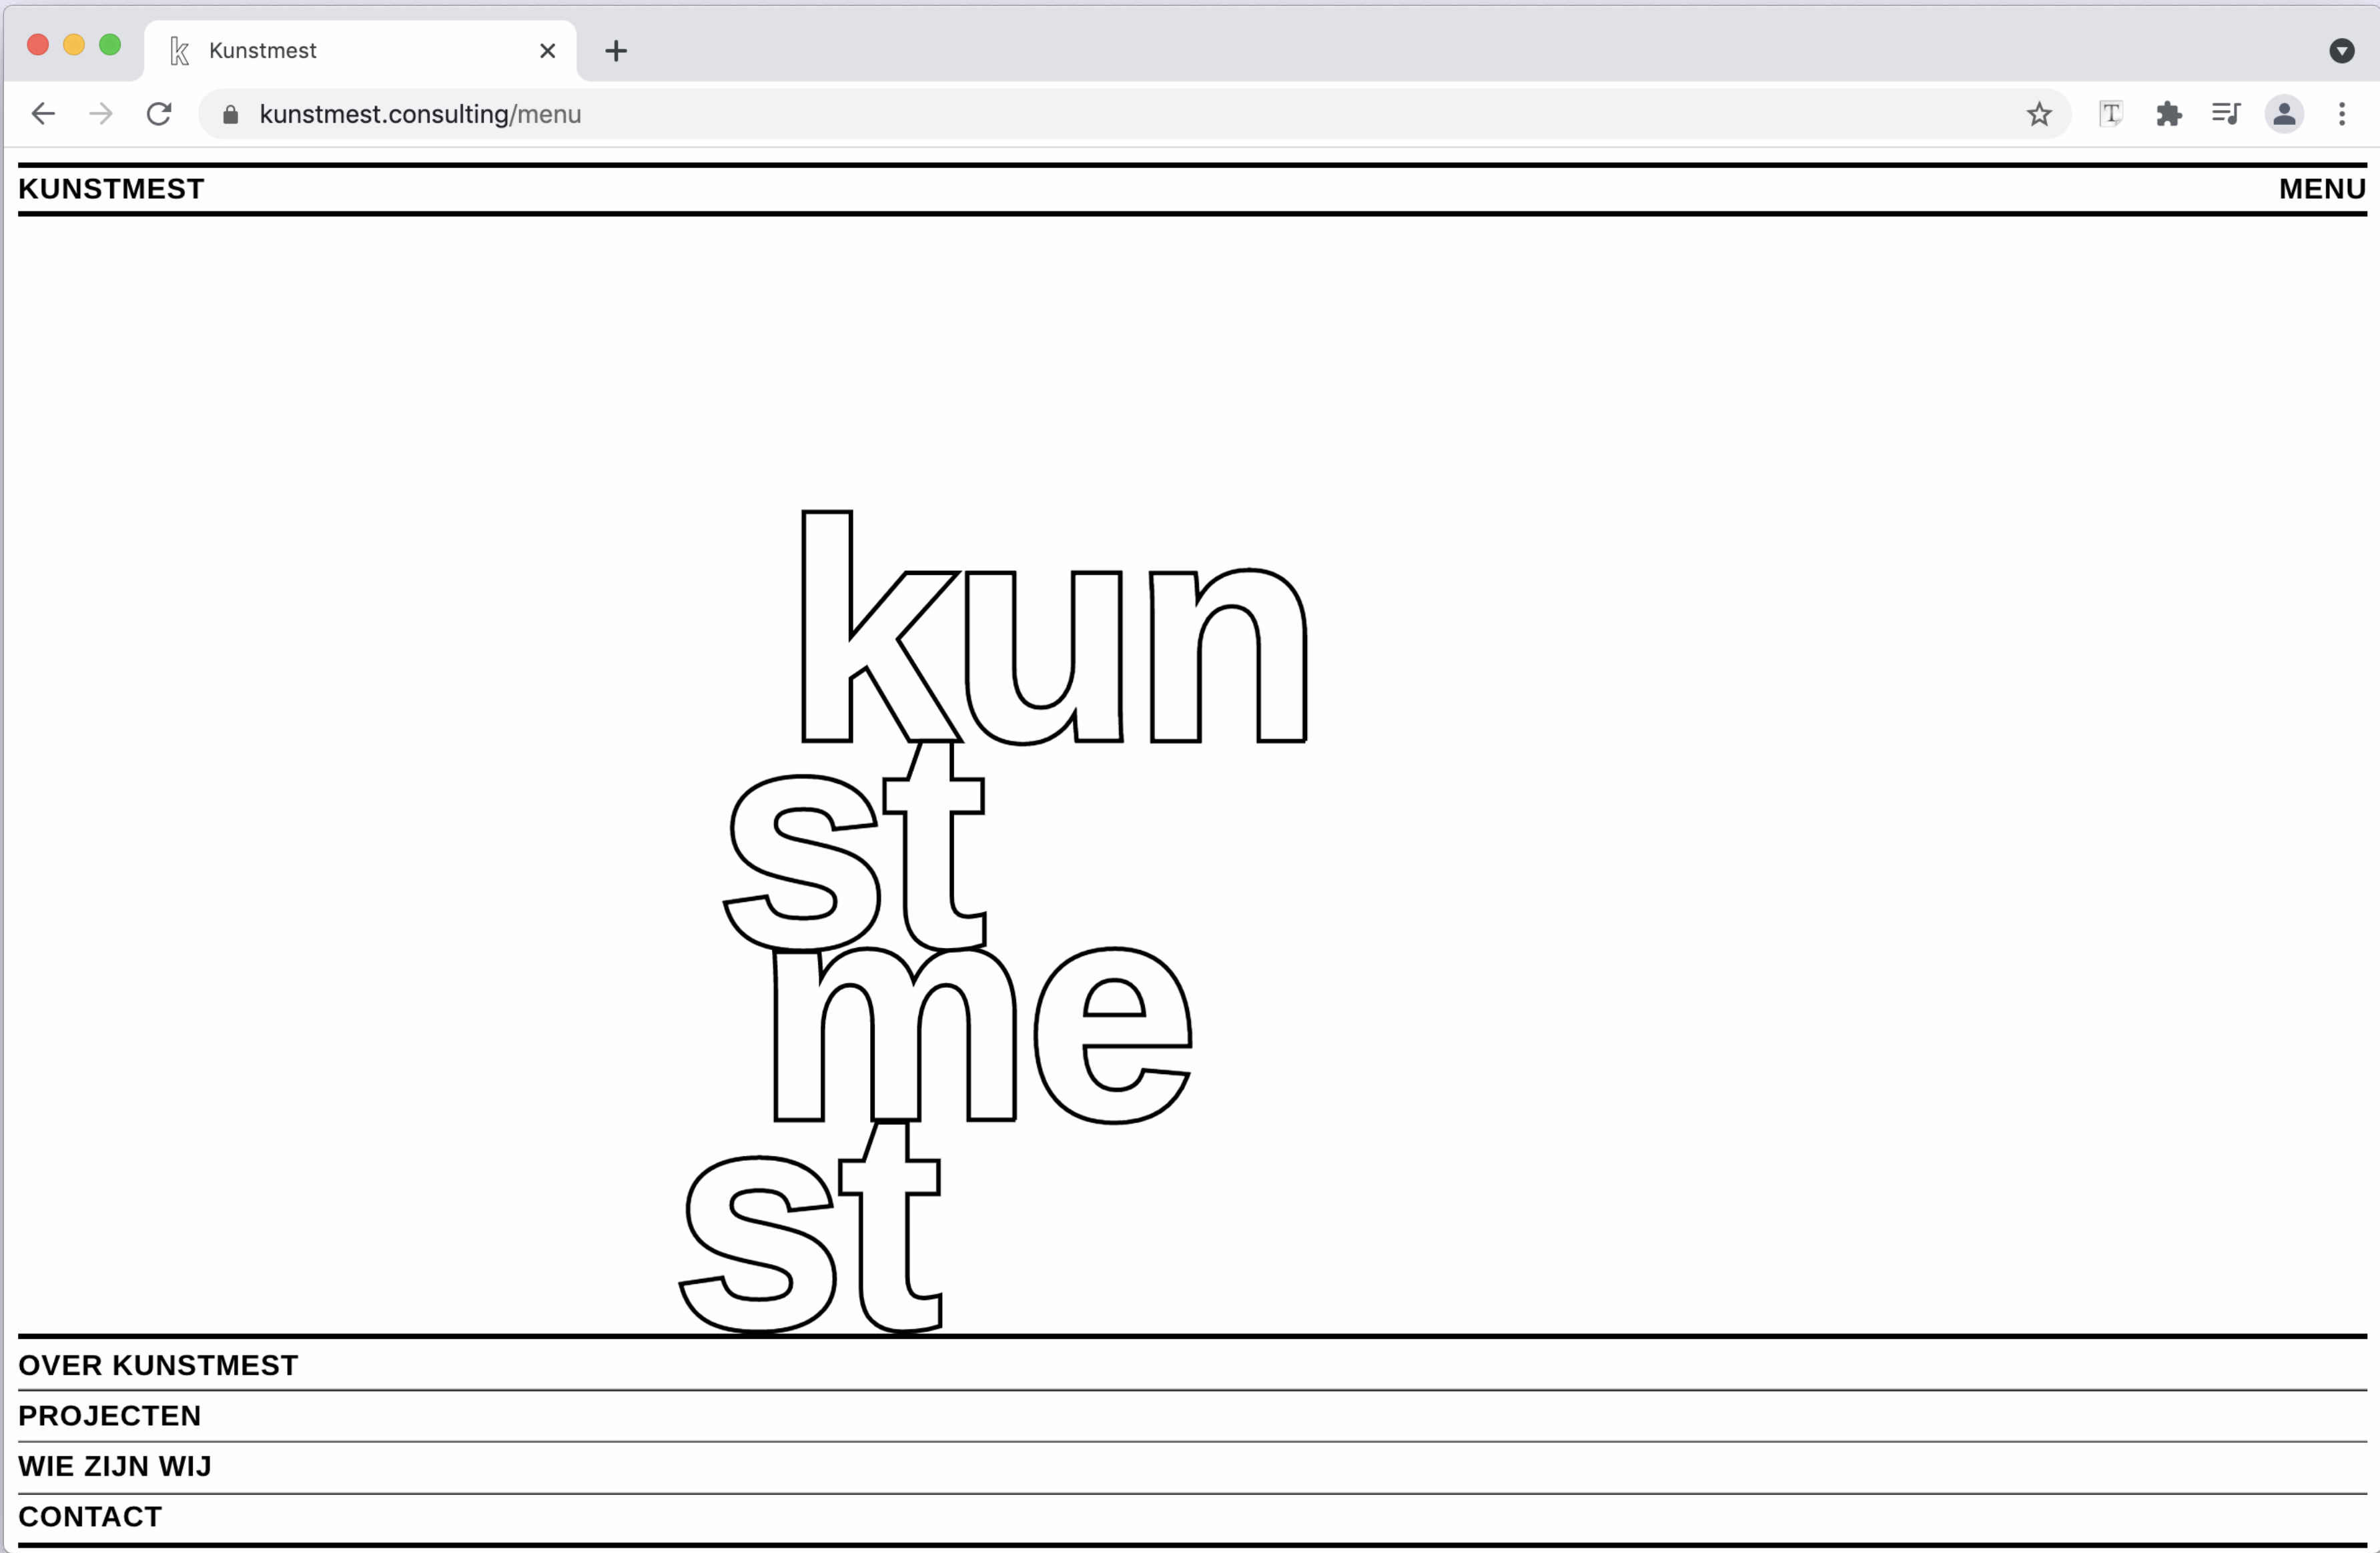 Kunstmest
kunstmest.consulting/menu
KUNSTMEST
MENU
kun
st
me
st
OVER KUNSTMEST
PROJECTEN
WIE ZIJN WIJ
CONTACT